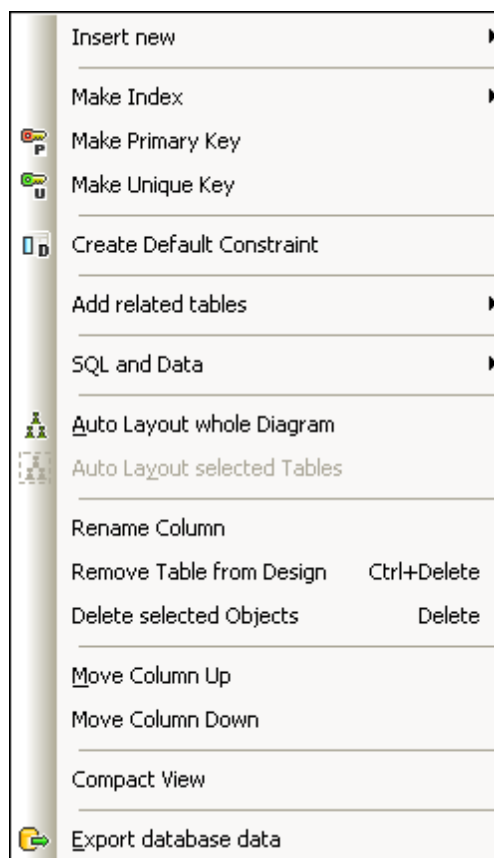 Insert new
Make Index
P Make Primary Key
U Make Unique Key
D Create Default Constraint
Add related tables
SQL and Data
Auto Layout whole Diagram
Auto Layout selected Tables
Rename Column
Remove Table from Design Ctrl+Delete
Delete selected Objects Delete
Move Column Up
Move Column Down
Compact View
Export database data